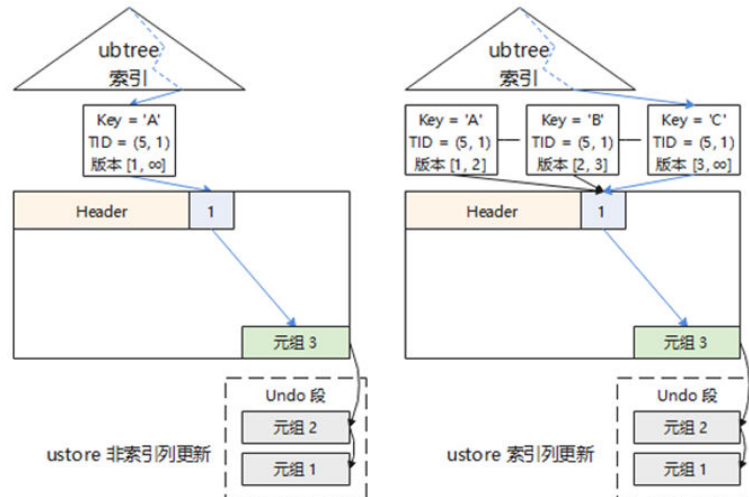 ubtree
索引
Key = 'A'
TID = (5, 1)
版本 [1, ∞]
Header
1
元组 3
Undo 段
元组 2
元组 1
ustore 非索引列更新
ubtree
索引
Key = 'A'
TID = (5, 1)
版本 [1, 2]
Key = 'B'
TID = (5, 1)
版本 [2, 3]
Key = 'C'
TID = (5, 1)
版本 [3, ∞]
Header
1
元组 3
Undo 段
元组 2
元组 1
ustore 索引列更新